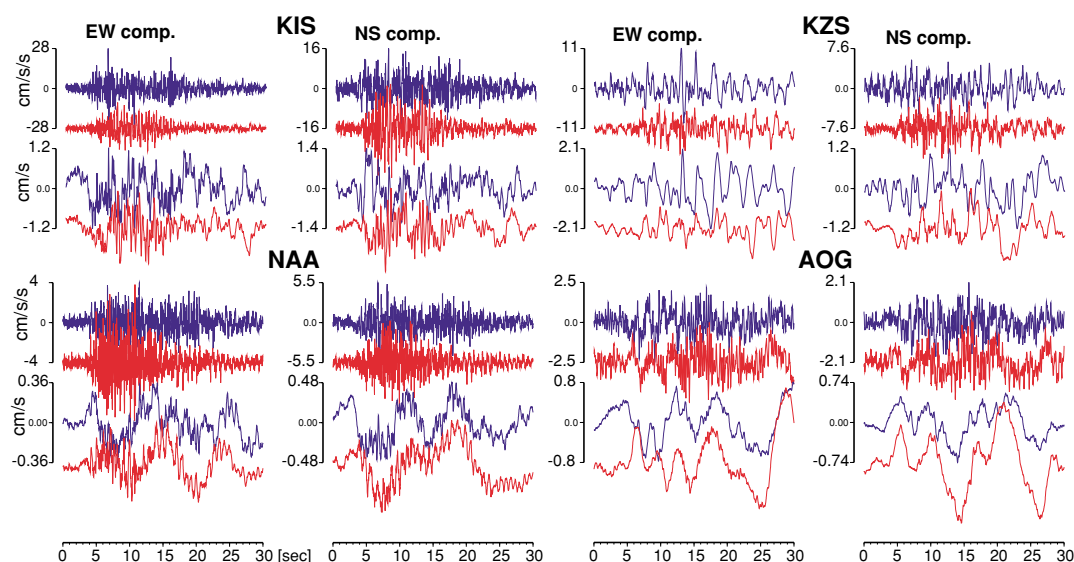 KIS KZS
EW comp. NS comp. EW comp. NS comp.
28 16 11 7.6
cm/s/s 0 0 0 0
-28 -16 -11 -7.6
1.2 1.4 2.1 1.2
cm/s 0.0 0.0 0.0 0.0
-1.2 -1.4 -2.1 -1.2
NAA AOG
4 5.5 2.5 2.1
cm/s/s 0 0.0 0.0 0.0
-4 -5.5 -2.5 -2.1
0.36 0.48 0.8 0.74
cm/s 0.00 0.00 0.0 0.00
-0.36 -0.48 -0.8 -0.74
0 5 10 15 20 25 30 [sec] 0 5 10 15 20 25 30 0 5 10 15 20 25 30 0 5 10 15 20 25 30